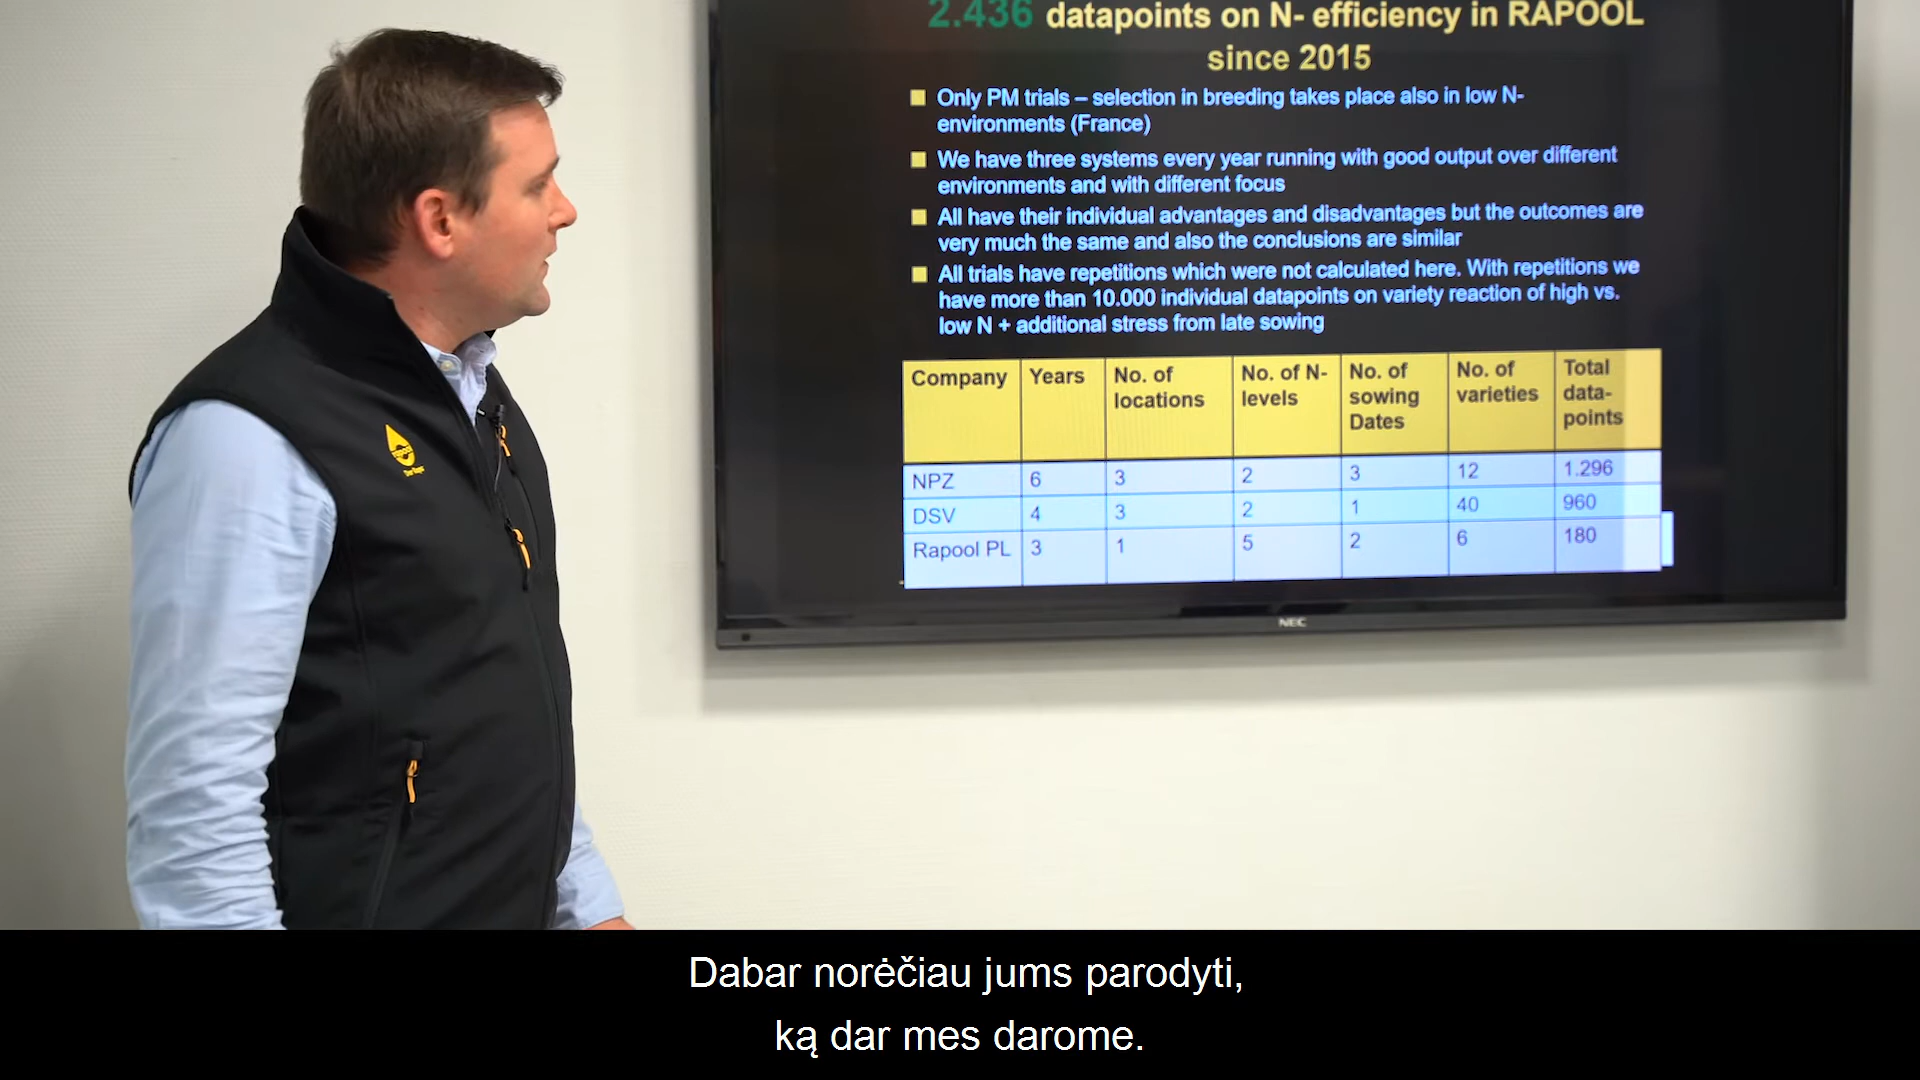 2.436 datapoints on N- efficiency in RAPOOL
since 2015
Only PM trials – selection in breeding takes place also in low N-
environments (France)
We have three systems every year running with good output over different
environments and with different focus
All have their individual advantages and disadvantages but the outcomes are
very much the same and also the conclusions are similar
All trials have repetitions which were not calculated here. With repetitions we
have more than 10.000 individual datapoints on variety reaction of high vs.
low N + additional stress from late sowing
Company Years No. of locations No. of N-levels No. of sowing Dates No. of varieties Total data-points
NPZ 6 3 2 3 12 1.296
DSV 4 3 2 1 40 960
Rapool PL 3 1 5 2 6 180
NEC
Dabar norėčiau jums parodyti,
ką dar mes darome.